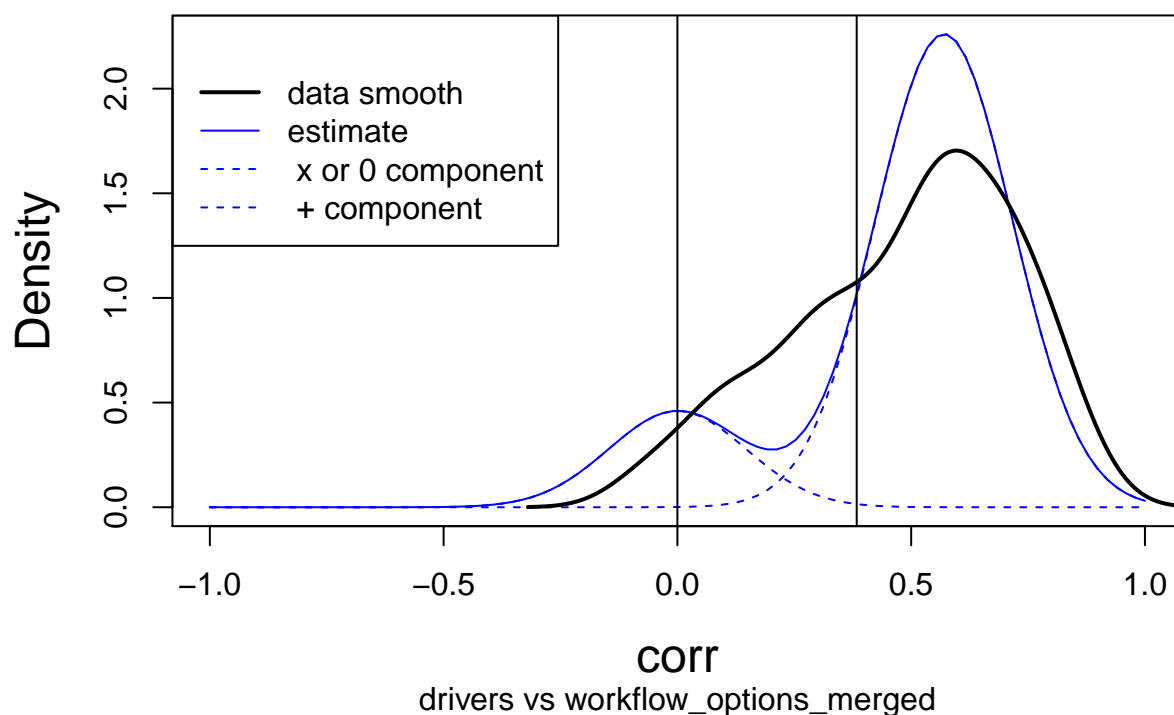 data smooth
estimate
x or 0 component
+ component
Density
0.0
0.5
1.0
1.5
2.0
−1.0
−0.5
0.0
0.5
1.0
corr
drivers vs workflow_options_merged